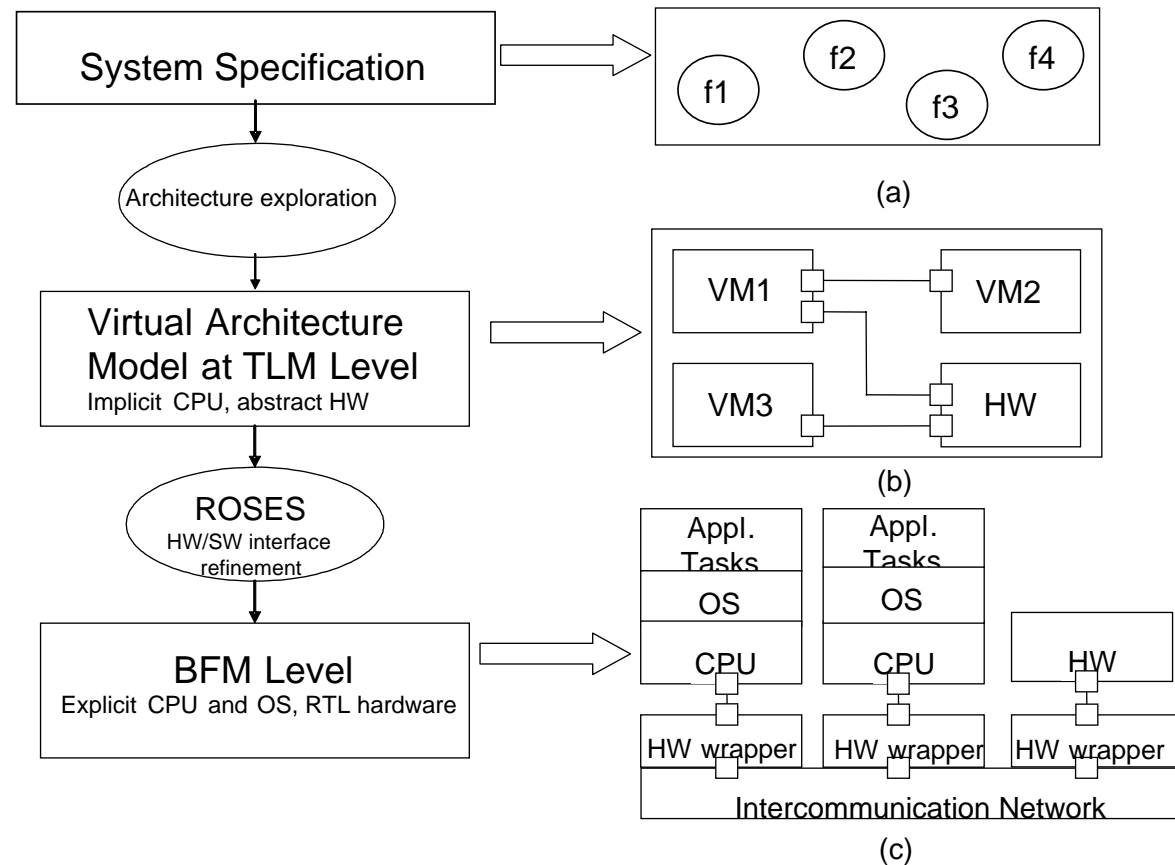 System Specification
f1
f2
f3
f4
Architecture exploration
(a)
Virtual Architecture
Model at TLM Level
Implicit CPU, abstract HW
VM1
VM2
VM3
HW
(b)
ROSES
HW/SW interface
refinement
BFM Level
Explicit CPU and OS, RTL hardware
Appl.
Tasks
OS
CPU
HW wrapper
Appl.
Tasks
OS
CPU
HW wrapper
HW
HW wrapper
Intercommunication Network
(c)